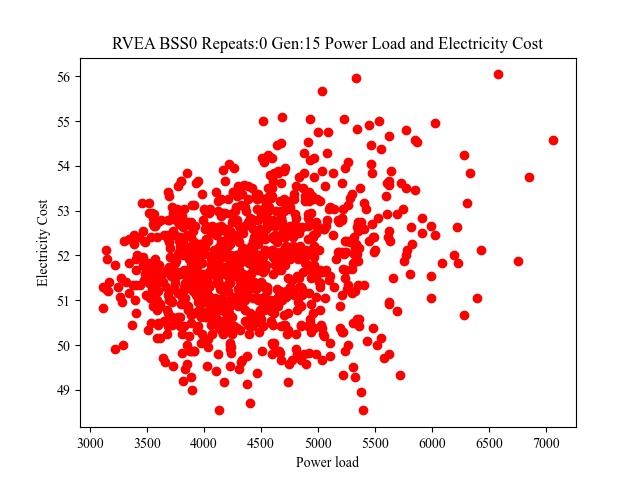 RVEA BSS0 Repeats:0 Gen:15 Power Load and Electricity Cost
56
55
54
53
52
51
50
49
Electricity Cost
3000 3500 4000 4500 5000 5500 6000 6500 7000
Power load